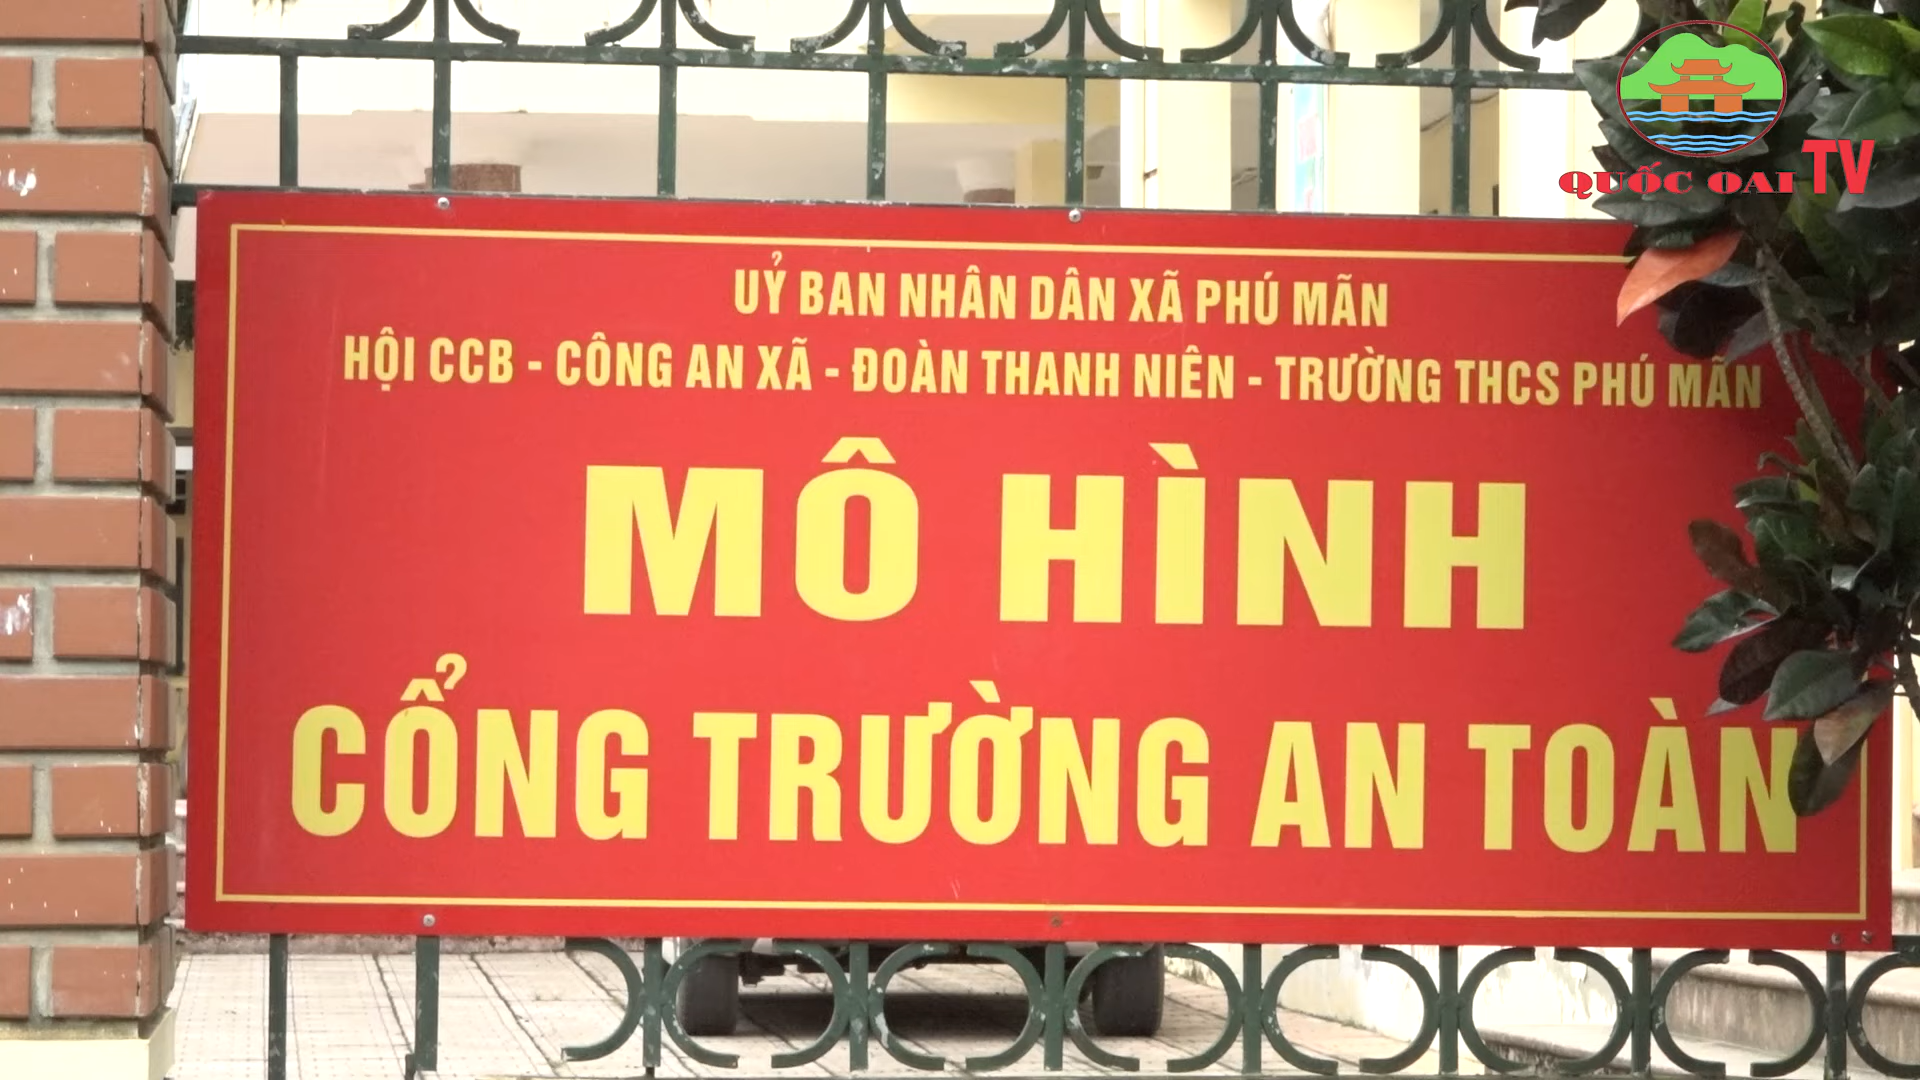 QUỐC OAI TV
UỶ BAN NHÂN DÂN XÃ PHÚ MÃN
HỘI CCB - CÔNG AN XÃ - ĐOÀN THANH NIÊN - TRƯỜNG THCS PHÚ MÃN
MÔ HÌNH
CỔNG TRƯỜNG AN TOÀN